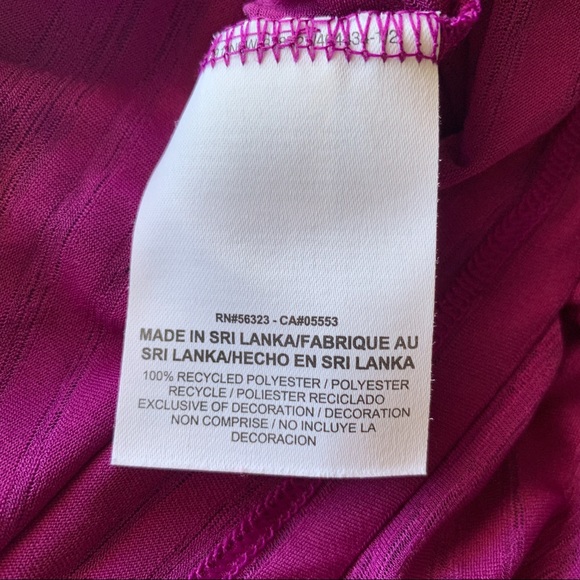 RN#56323 - CA#05553
MADE IN SRI LANKA/FABRIQUE AU
SRI LANKA/HECHO EN SRI LANKA
100% RECYCLED POLYESTER / POLYESTER
RECYCLE / POLIESTER RECICLADO
EXCLUSIVE OF DECORATION / DECORATION
NON COMPRISE / NO INCLUYE LA
DECORACION